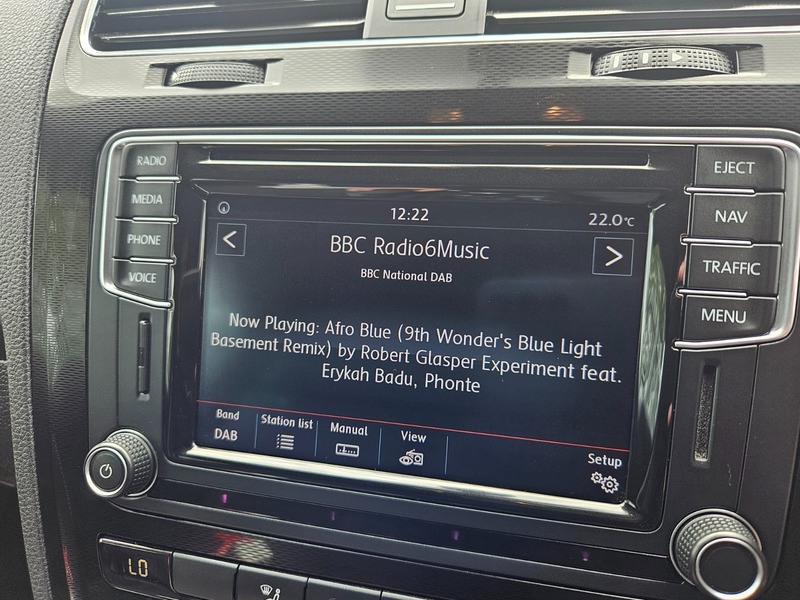 RADIO
MEDIA
PHONE
VOICE
EJECT
NAV
TRAFFIC
MENU
12:22
22.0°C
BBC Radio6Music
BBC National DAB
Now Playing: Afro Blue (9th Wonder's Blue Light
Basement Remix) by Robert Glasper Experiment feat.
Erykah Badu, Phonte
Band
DAB
Station list
Manual
View
Setup
LO